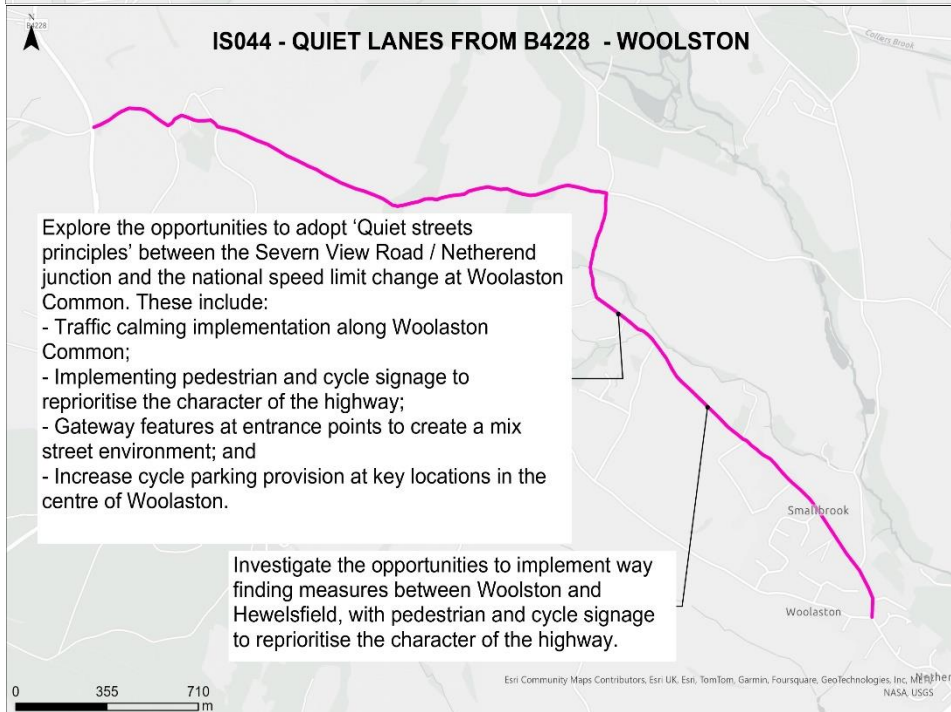 N
B4228
IS044 - QUIET LANES FROM B4228 - WOOLSTON
Colliers Brook
Explore the opportunities to adopt ‘Quiet streets
principles’ between the Severn View Road / Netherend
junction and the national speed limit change at Woolaston
Common. These include:
- Traffic calming implementation along Woolaston
Common;
- Implementing pedestrian and cycle signage to
reprioritise the character of the highway;
- Gateway features at entrance points to create a mix
street environment; and
- Increase cycle parking provision at key locations in the
centre of Woolaston.
Smallbrook
Investigate the opportunities to implement way
finding measures between Woolston and
Hewelsfield, with pedestrian and cycle signage
to reprioritise the character of the highway.
Woolaston
Esri Community Maps Contributors, Esri UK, Esri, TomTom, Garmin, Foursquare, GeoTechnologies, Inc, METI/
NASA, USGS
0 355 710
m